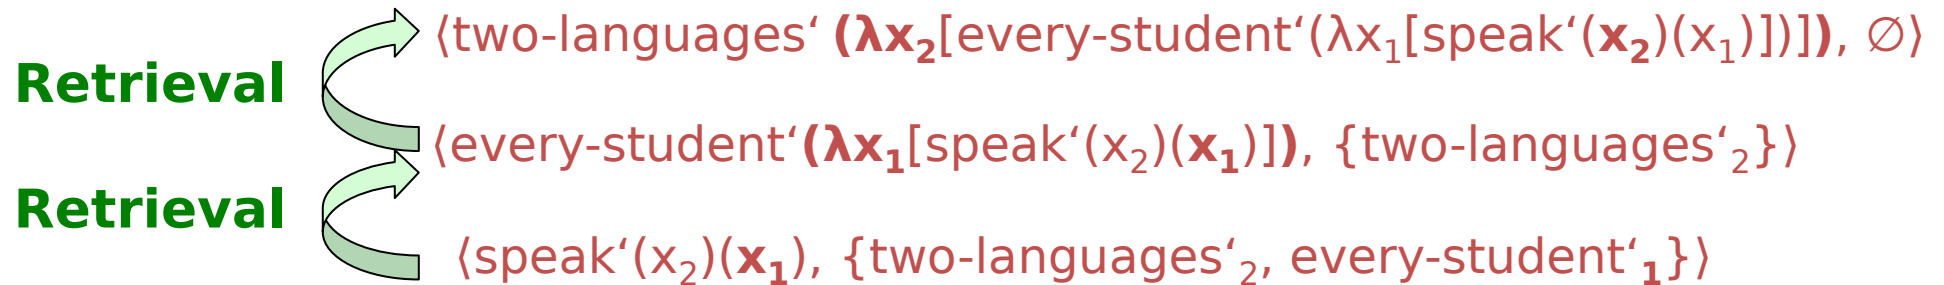 ⟨two-languages‘ (λx₂[every-student‘(λx₁[speak‘(x₂)(x₁)])]), ∅⟩
Retrieval
⟨every-student‘(λx₁[speak‘(x₂)(x₁)]), {two-languages‘₂}⟩
Retrieval
⟨speak‘(x₂)(x₁), {two-languages‘₂, every-student‘₁}⟩